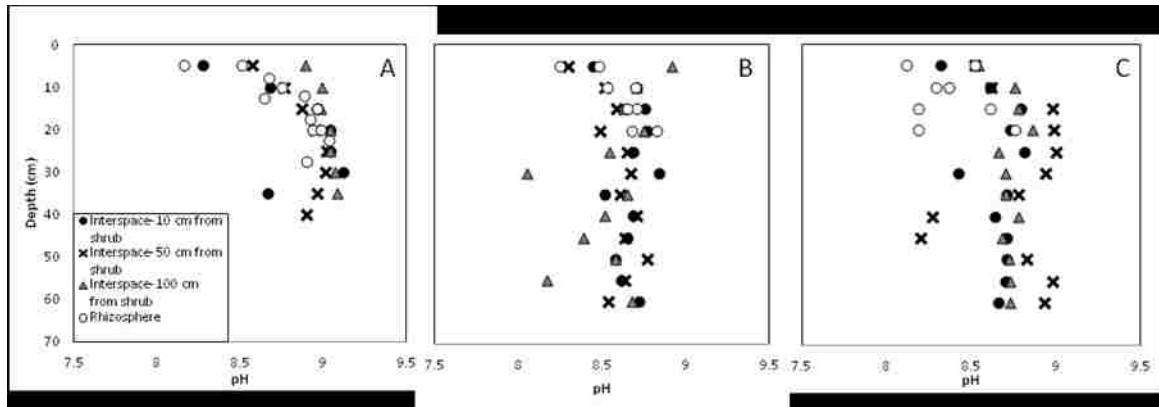 0
10
20
30
40
50
60
70
Depth (cm)
A
Interspace-10 cm from
shrub
Interspace-50 cm from
shrub
Interspace-100 cm
from shrub
Rhizosphere
7.5 8 8.5 9 9.5
pH
B
7.5 8 8.5 9 9.5
pH
C
7.5 8 8.5 9 9.5
pH